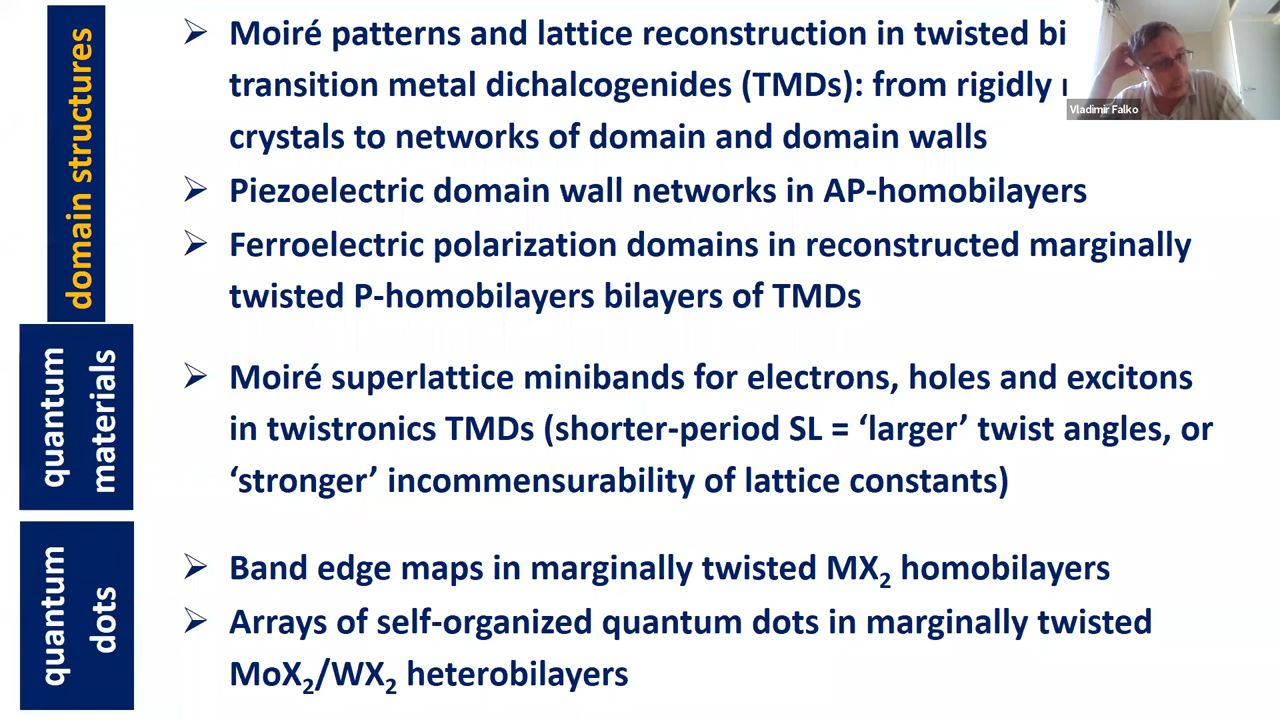 domain structures
➢ Moiré patterns and lattice reconstruction in twisted bi
transition metal dichalcogenides (TMDs): from rigidly
crystals to networks of domain and domain walls
➢ Piezoelectric domain wall networks in AP-homobilayers
➢ Ferroelectric polarization domains in reconstructed marginally
twisted P-homobilayers bilayers of TMDs
quantum
materials
➢ Moiré superlattice minibands for electrons, holes and excitons
in twistronics TMDs (shorter-period SL = ‘larger’ twist angles, or
‘stronger’ incommensurability of lattice constants)
quantum
dots
➢ Band edge maps in marginally twisted MX₂ homobilayers
➢ Arrays of self-organized quantum dots in marginally twisted
MoX₂/WX₂ heterobilayers
Vladimir Falko